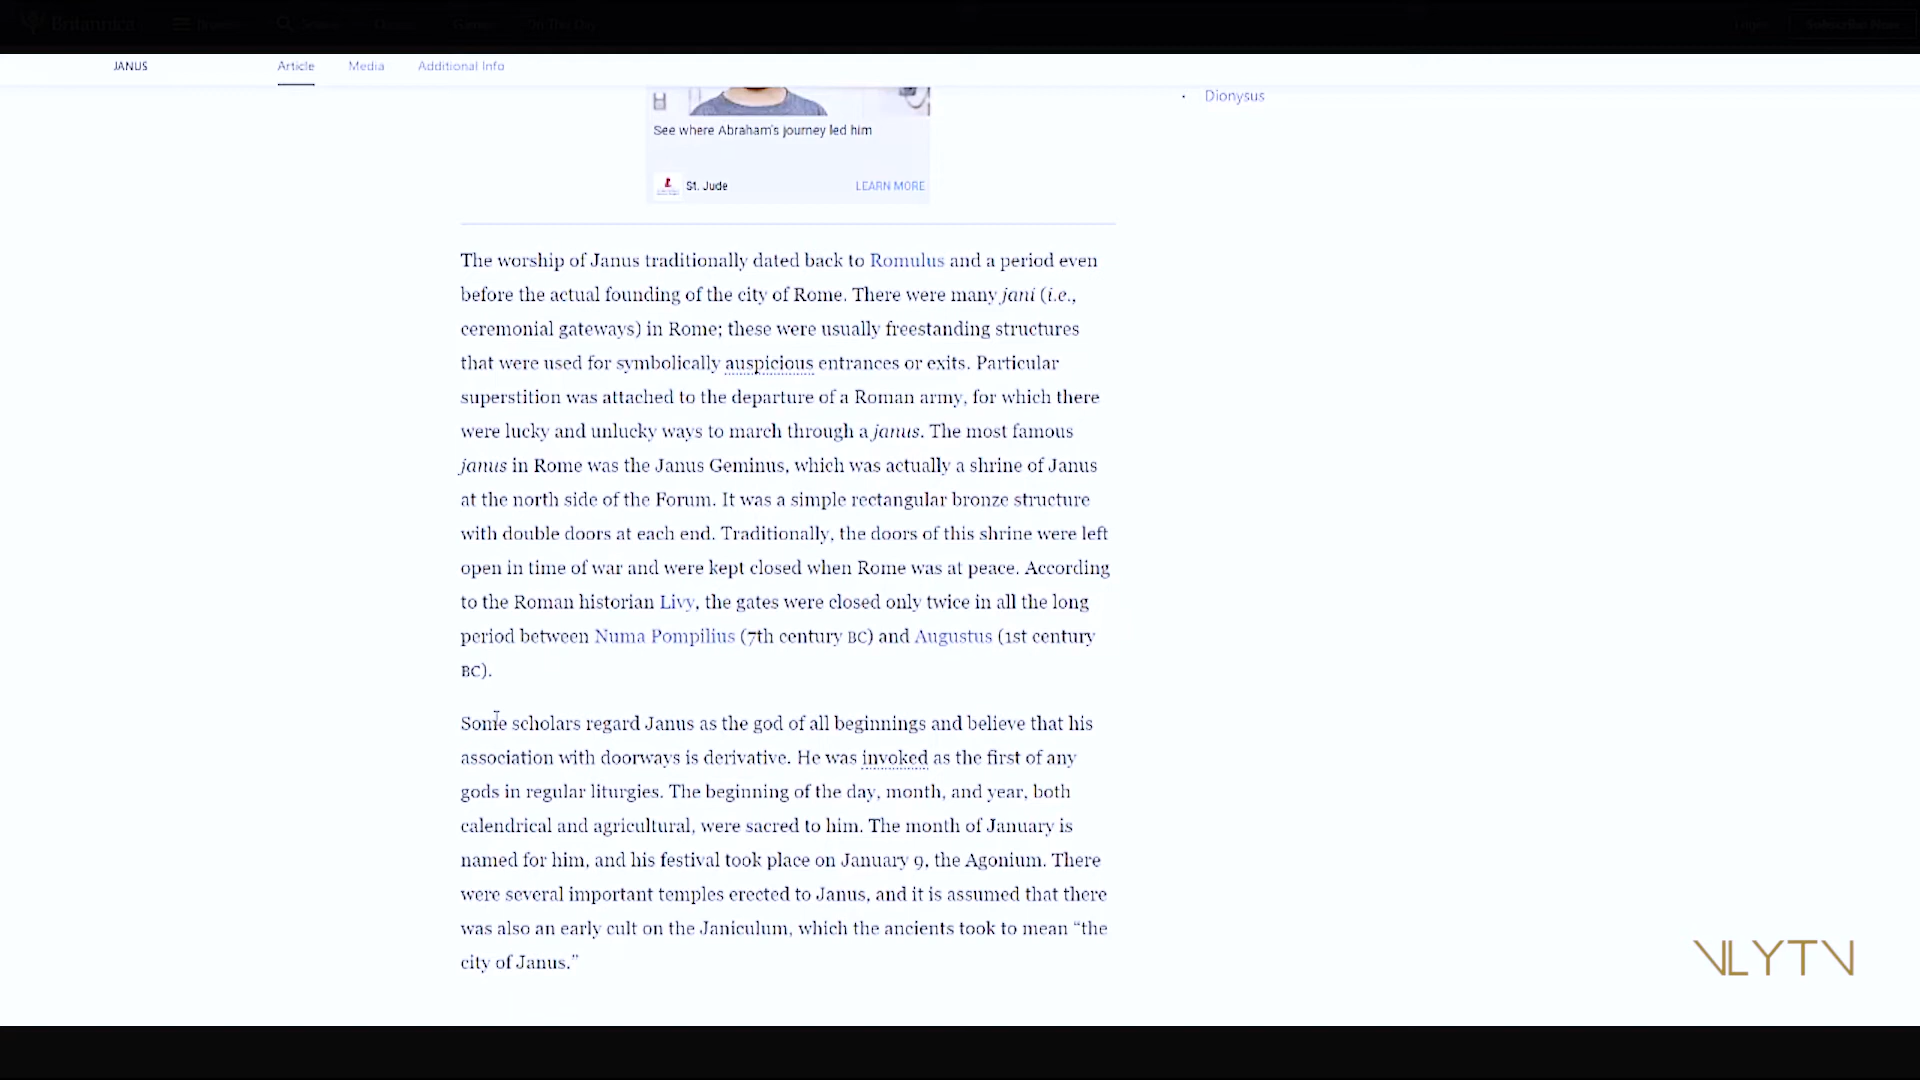 Britannica
JANUS
Article Media Additional Info
Dionysus
See where Abraham's journey led him
St. Jude LEARN MORE
The worship of Janus traditionally dated back to Romulus and a period even
before the actual founding of the city of Rome. There were many jani (i.e.,
ceremonial gateways) in Rome; these were usually freestanding structures
that were used for symbolically auspicious entrances or exits. Particular
superstition was attached to the departure of a Roman army, for which there
were lucky and unlucky ways to march through a janus. The most famous
janus in Rome was the Janus Geminus, which was actually a shrine of Janus
at the north side of the Forum. It was a simple rectangular bronze structure
with double doors at each end. Traditionally, the doors of this shrine were left
open in time of war and were kept closed when Rome was at peace. According
to the Roman historian Livy, the gates were closed only twice in all the long
period between Numa Pompilius (7th century BC) and Augustus (1st century
BC).
Some scholars regard Janus as the god of all beginnings and believe that his
association with doorways is derivative. He was invoked as the first of any
gods in regular liturgies. The beginning of the day, month, and year, both
calendrical and agricultural, were sacred to him. The month of January is
named for him, and his festival took place on January 9, the Agonium. There
were several important temples erected to Janus, and it is assumed that there
was also an early cult on the Janiculum, which the ancients took to mean “the
city of Janus.”
VLYTV